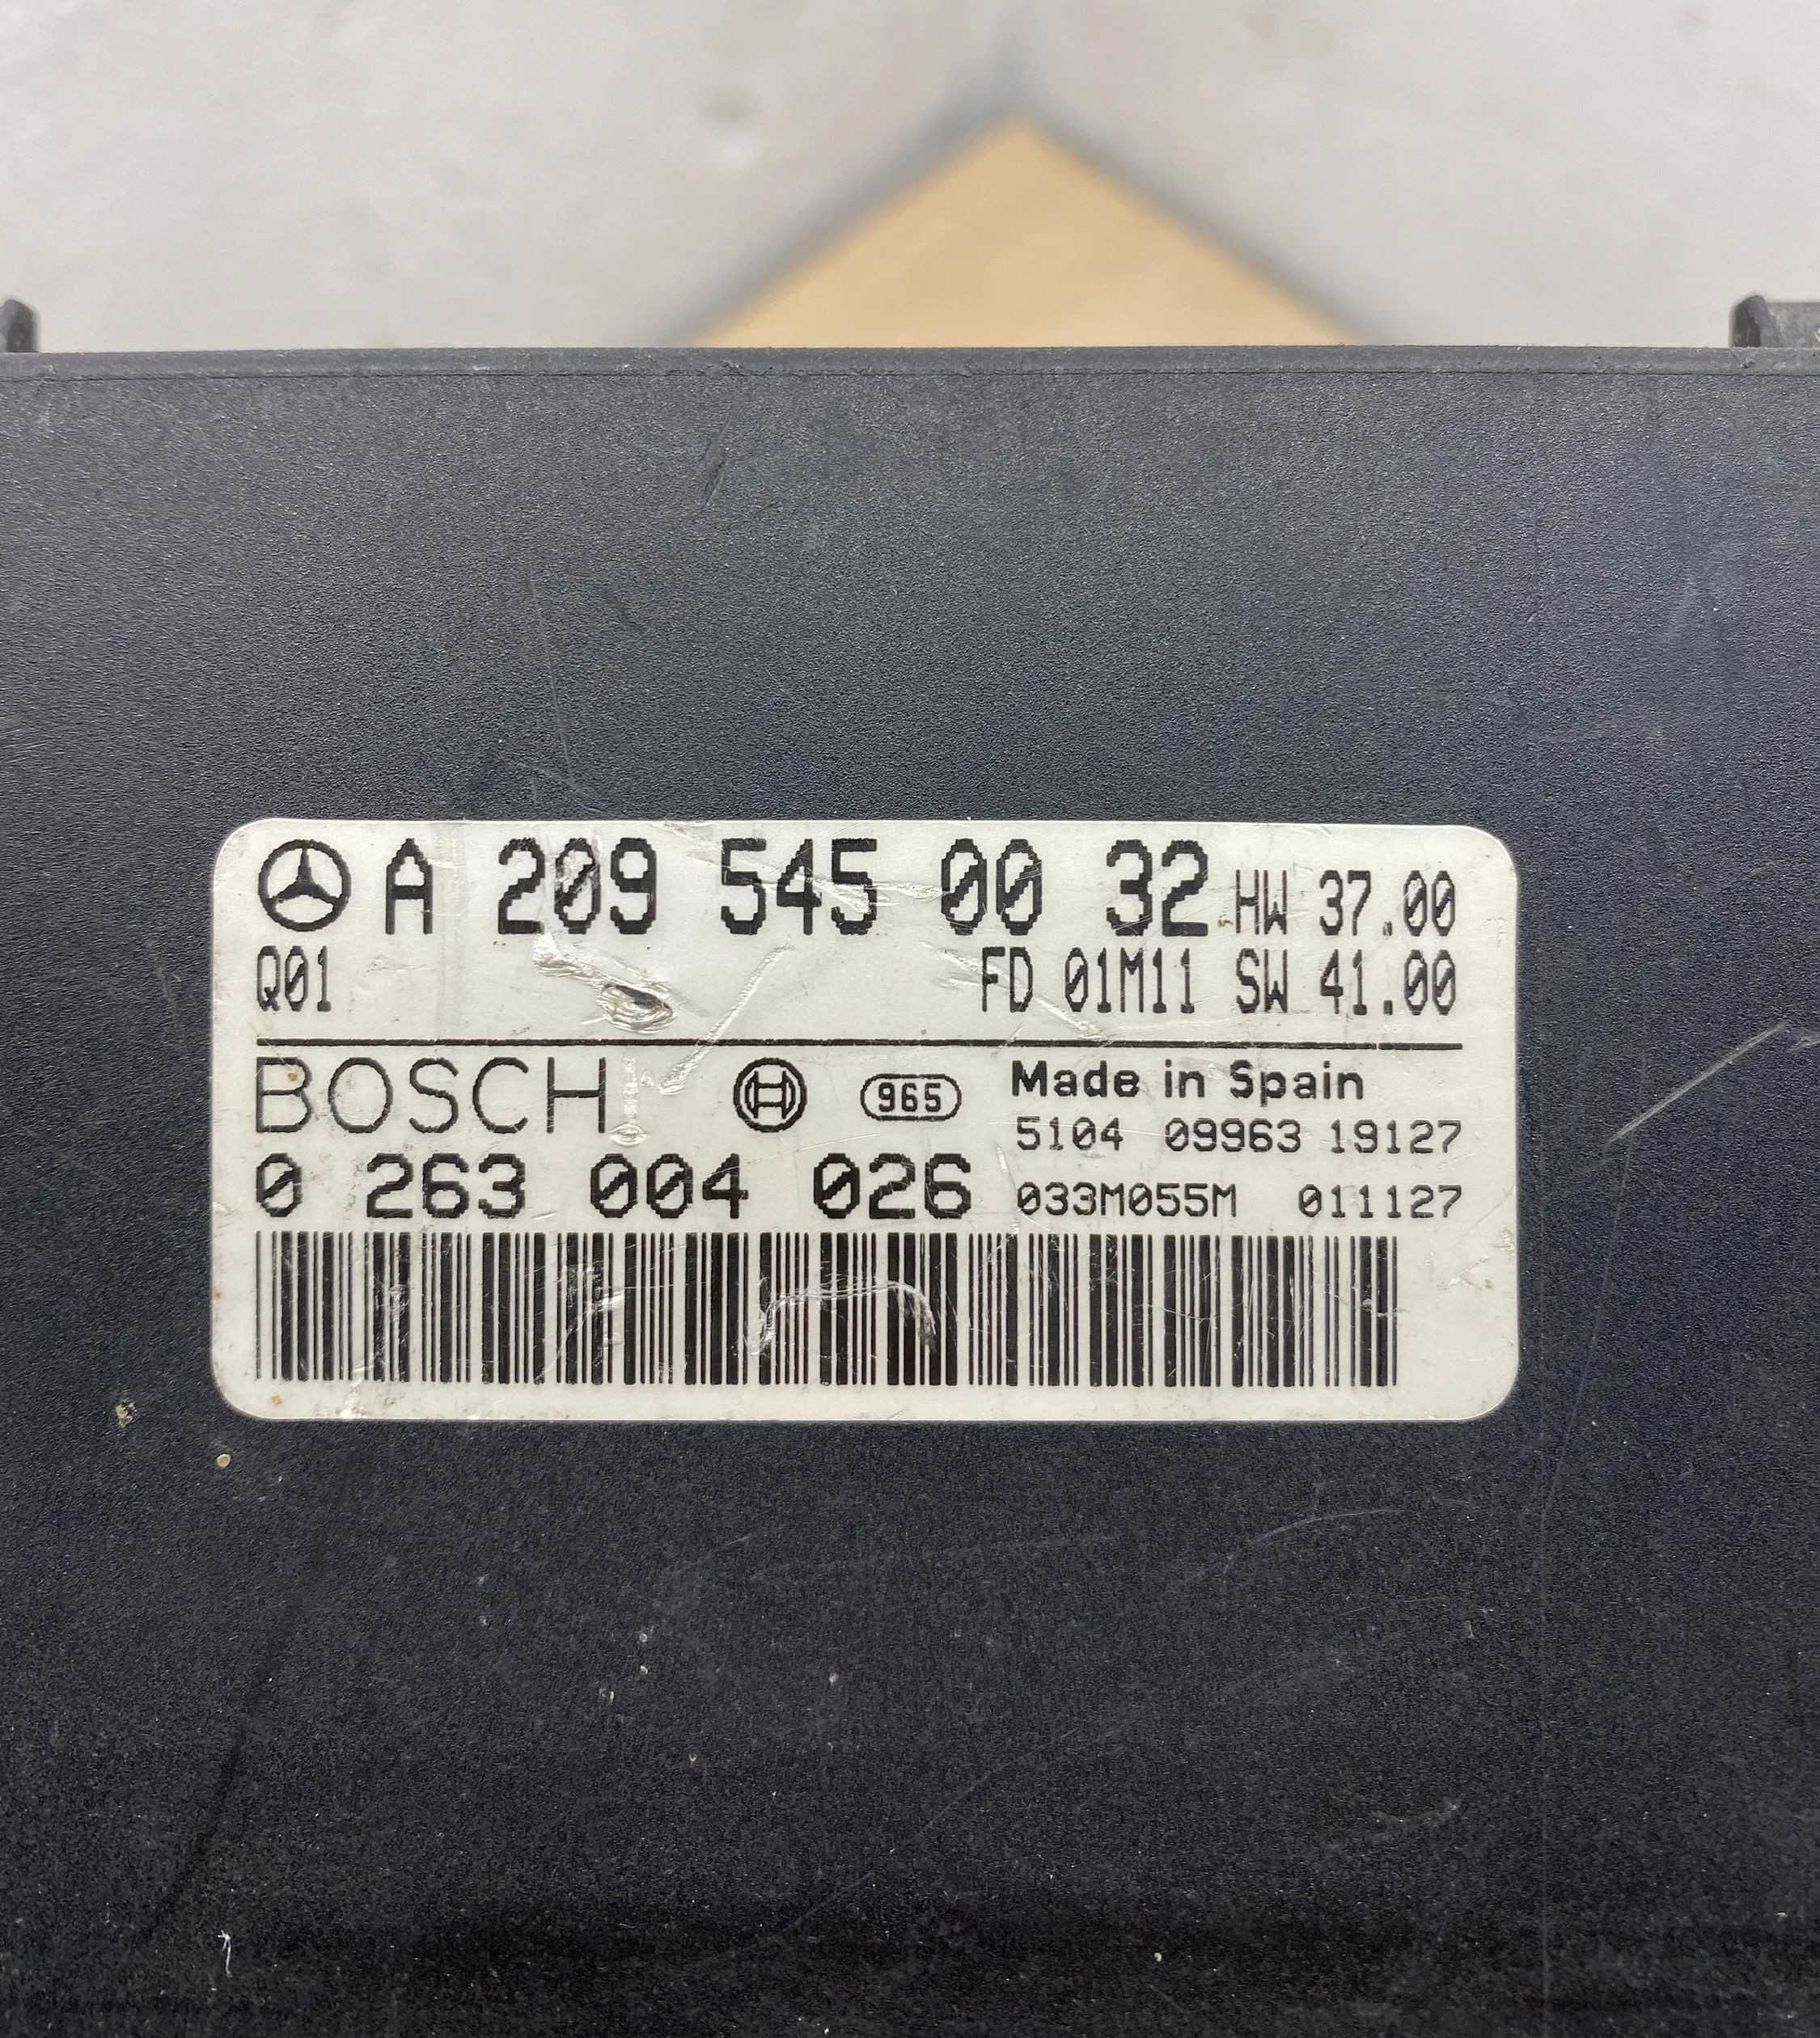 A 209 545 00 32 HW 37.00
Q01 FD 01M11 SW 41.00
BOSCH 965 Made in Spain
5104 09963 19127
0 263 004 026 033M055M 011127